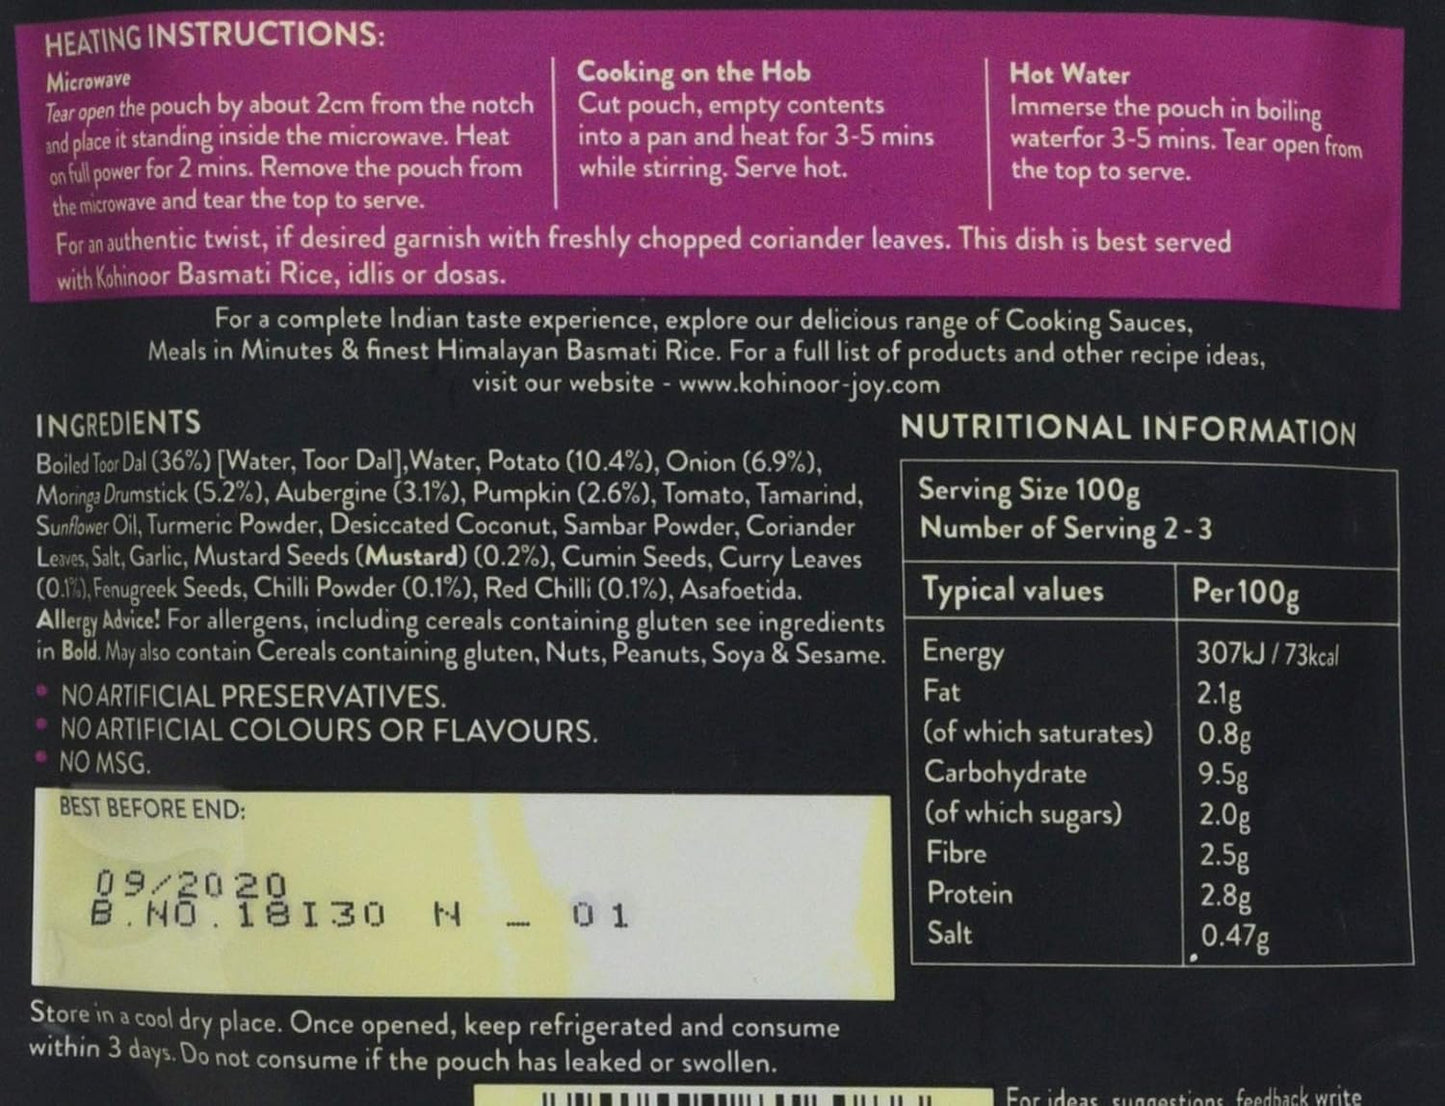 HEATING INSTRUCTIONS:
Microwave
Tear open the pouch by about 2cm from the notch
and place it standing inside the microwave. Heat
on full power for 2 mins. Remove the pouch from
the microwave and tear the top to serve.
Cooking on the Hob
Cut pouch, empty contents
into a pan and heat for 3-5 mins
while stirring. Serve hot.
Hot Water
Immerse the pouch in boiling
waterfor 3-5 mins. Tear open from
the top to serve.
For an authentic twist, if desired garnish with freshly chopped coriander leaves. This dish is best served
with Kohinoor Basmati Rice, idlis or dosas.
For a complete Indian taste experience, explore our delicious range of Cooking Sauces,
Meals in Minutes & finest Himalayan Basmati Rice. For a full list of products and other recipe ideas,
visit our website - www.kohinoor-joy.com
INGREDIENTS
Boiled Toor Dal (36%) [Water, Toor Dal],Water, Potato (10.4%), Onion (6.9%),
Moringa Drumstick (5.2%), Aubergine (3.1%), Pumpkin (2.6%), Tomato, Tamarind,
Sunflower Oil, Turmeric Powder, Desiccated Coconut, Sambar Powder, Coriander
Leaves, Salt, Garlic, Mustard Seeds (Mustard) (0.2%), Cumin Seeds, Curry Leaves
(0.1%), Fenugreek Seeds, Chilli Powder (0.1%), Red Chilli (0.1%), Asafoetida.
Allergy Advice! For allergens, including cereals containing gluten see ingredients
in Bold. May also contain Cereals containing gluten, Nuts, Peanuts, Soya & Sesame.
• NO ARTIFICIAL PRESERVATIVES.
• NO ARTIFICIAL COLOURS OR FLAVOURS.
• NO MSG.
BEST BEFORE END:
09/2020
B.NO.18I30 N _ 01
Store in a cool dry place. Once opened, keep refrigerated and consume
within 3 days. Do not consume if the pouch has leaked or swollen.
NUTRITIONAL INFORMATION
Serving Size 100g
Number of Serving 2 - 3
Typical values Per 100g
Energy 307kJ / 73kcal
Fat 2.1g
(of which saturates) 0.8g
Carbohydrate 9.5g
(of which sugars) 2.0g
Fibre 2.5g
Protein 2.8g
Salt 0.47g
For ideas, suggestions, feedback write